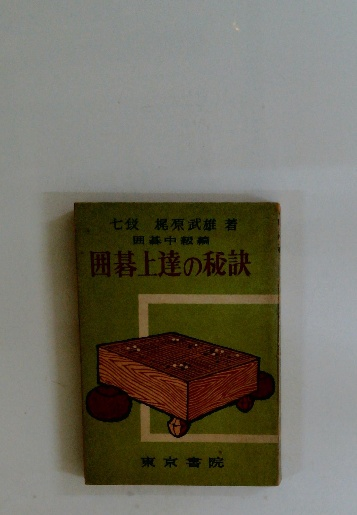 七段 梶原武雄 著
囲碁中級編
囲碁上達の秘訣
東京書院